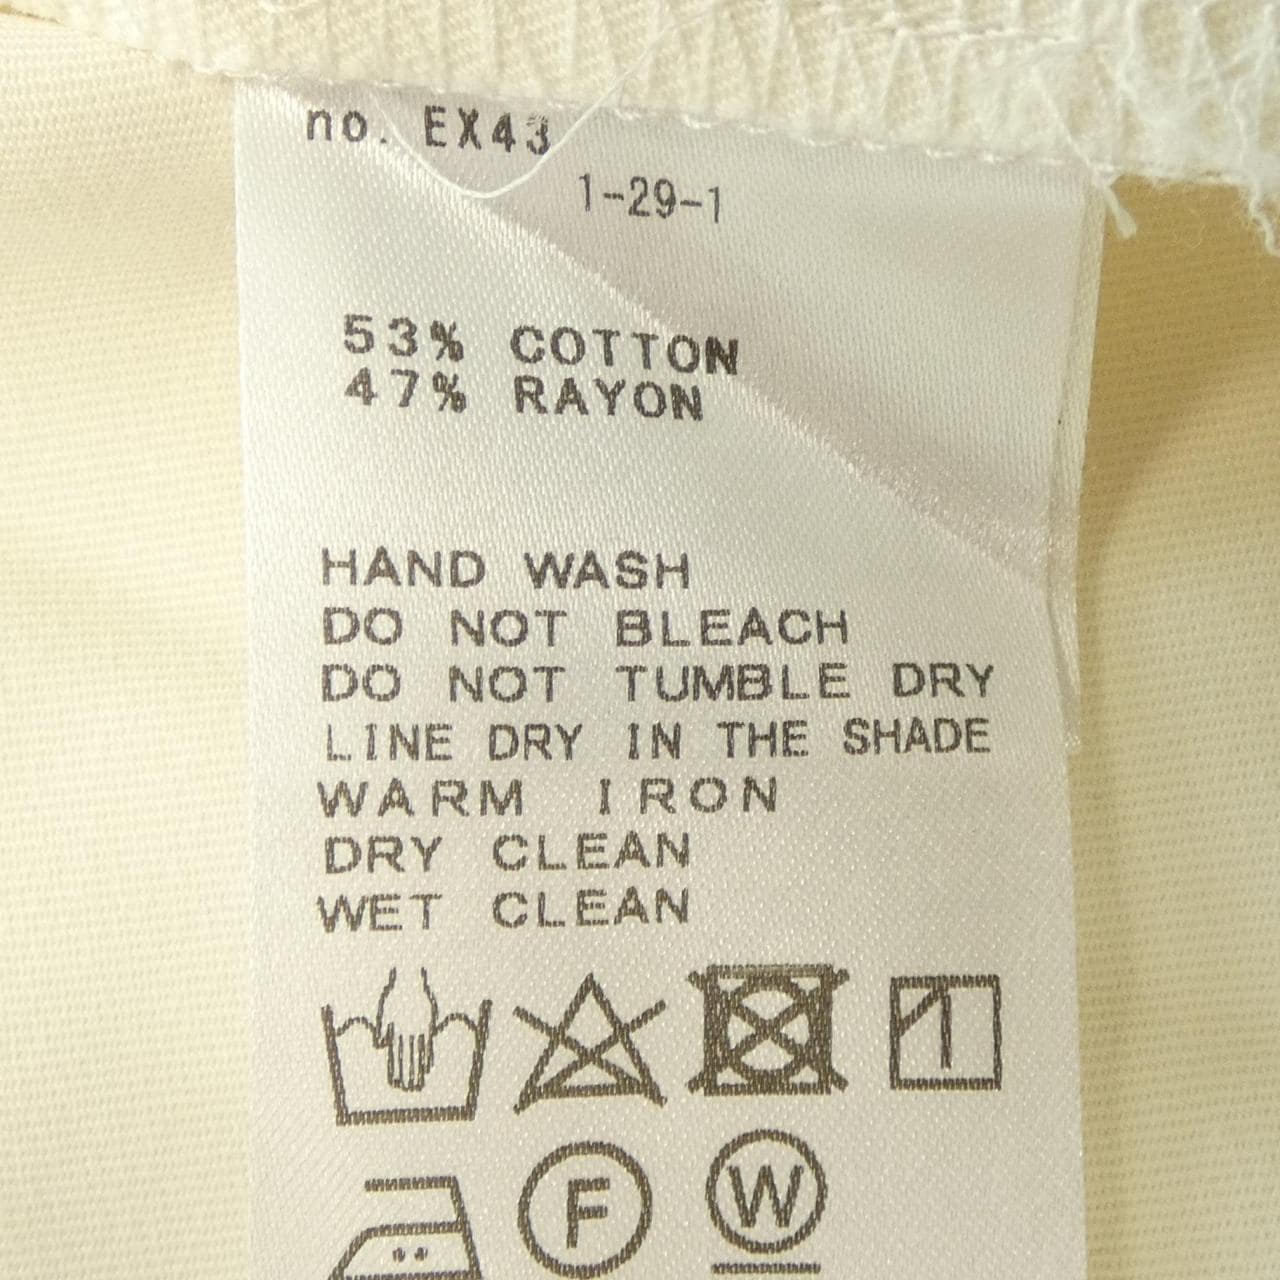 no. EX43
1-29-1
53% COTTON
47% RAYON
HAND WASH
DO NOT BLEACH
DO NOT TUMBLE DRY
LINE DRY IN THE SHADE
WARM IRON
DRY CLEAN
WET CLEAN
F W